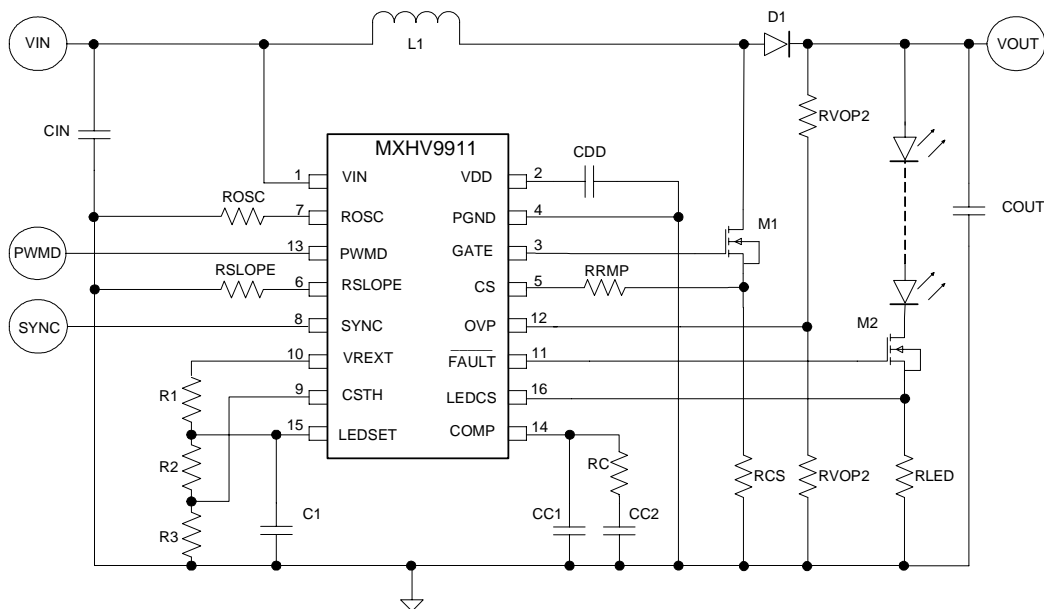 D1
VIN
L1
VOUT
CIN
RVOP2
MXHV9911
CDD
1 VIN VDD 2
ROSC
7 ROSC PGND 4
COUT
M1
PWMD 13 PWMD GATE 3
RSLOPE
RRMP
6 RSLOPE CS 5
SYNC 8 SYNC OVP 12
M2
10 VREXT FAULT 11
R1
9 CSTH LEDCS 16
15 LEDSET COMP 14
R2
RC
RCS
RVOP2
RLED
C1
CC1
CC2
R3